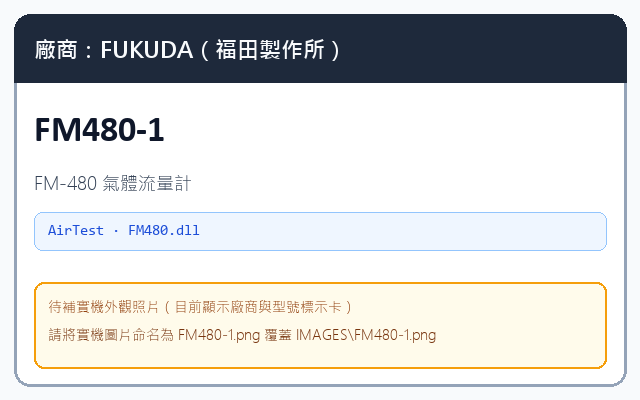 廠商：FUKUDA（福田製作所）
FM480-1
FM-480 氣體流量計
AirTest · FM480.dll
待補實機外觀照片（目前顯示廠商與型號標示卡）
請將實機圖片命名為 FM480-1.png 覆蓋 IMAGES\FM480-1.png